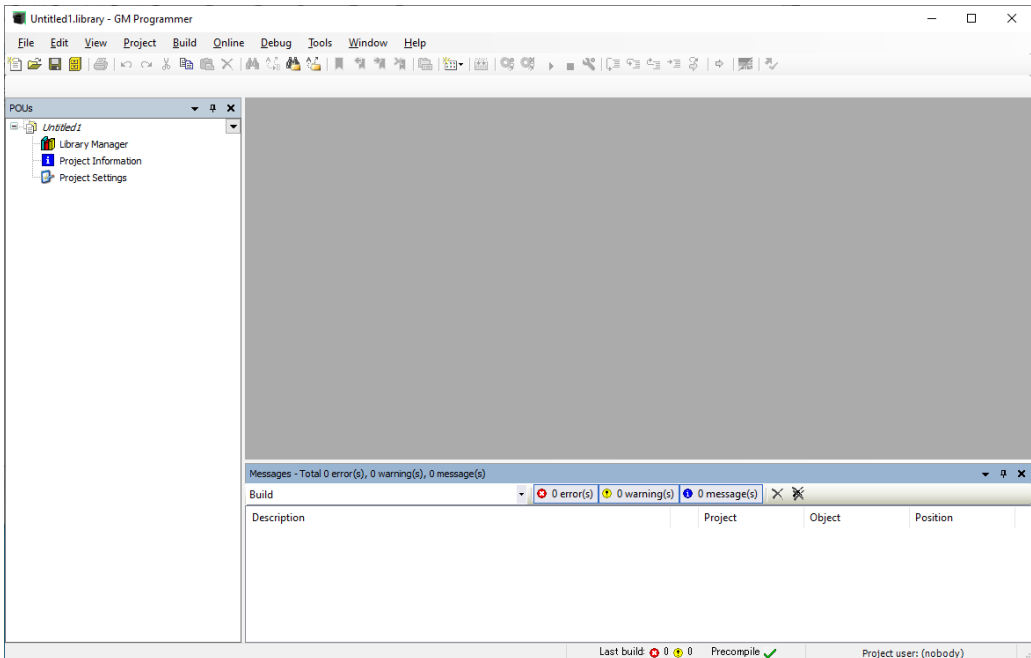 Untitled1.library - GM Programmer
File Edit View Project Build Online Debug Tools Window Help
POUs
Untitled1
Library Manager
Project Information
Project Settings
Messages - Total 0 error(s), 0 warning(s), 0 message(s)
Build 0 error(s) 0 warning(s) 0 message(s)
Description Project Object Position
Last build: 0 0 Precompile Project user: (nobody)